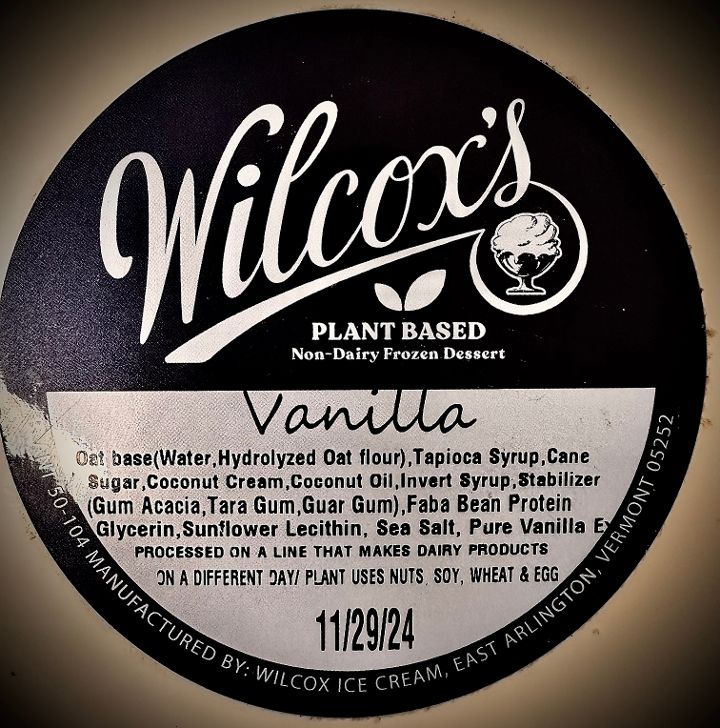 Wilcox's
PLANT BASED
Non-Dairy Frozen Dessert
Vanilla
Oat base(Water,Hydrolyzed Oat flour),Tapioca Syrup,Cane
Sugar,Coconut Cream,Coconut Oil,Invert Syrup,Stabilizer
(Gum Acacia,Tara Gum,Guar Gum),Faba Bean Protein
Glycerin,Sunflower Lecithin, Sea Salt, Pure Vanilla
PROCESSED ON A LINE THAT MAKES DAIRY PRODUCTS
ON A DIFFERENT DAY/ PLANT USES NUTS SOY, WHEAT & EGG
11/29/24
50-104 MANUFACTURED BY: WILCOX ICE CREAM, EAST ARLINGTON, VERMONT 05252